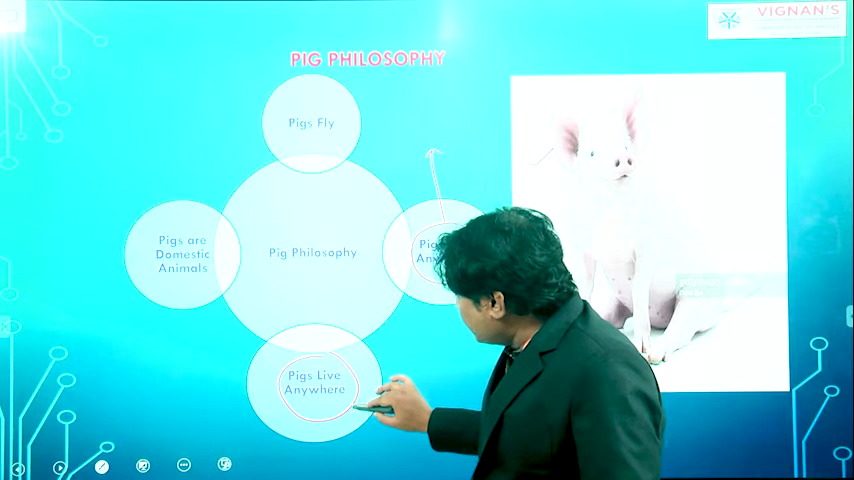 VIGNAN'S
PIG PHILOSOPHY
Pigs Fly
Pigs are
Domestic
Animals
Pig Philosophy
Pigs Live
Anywhere